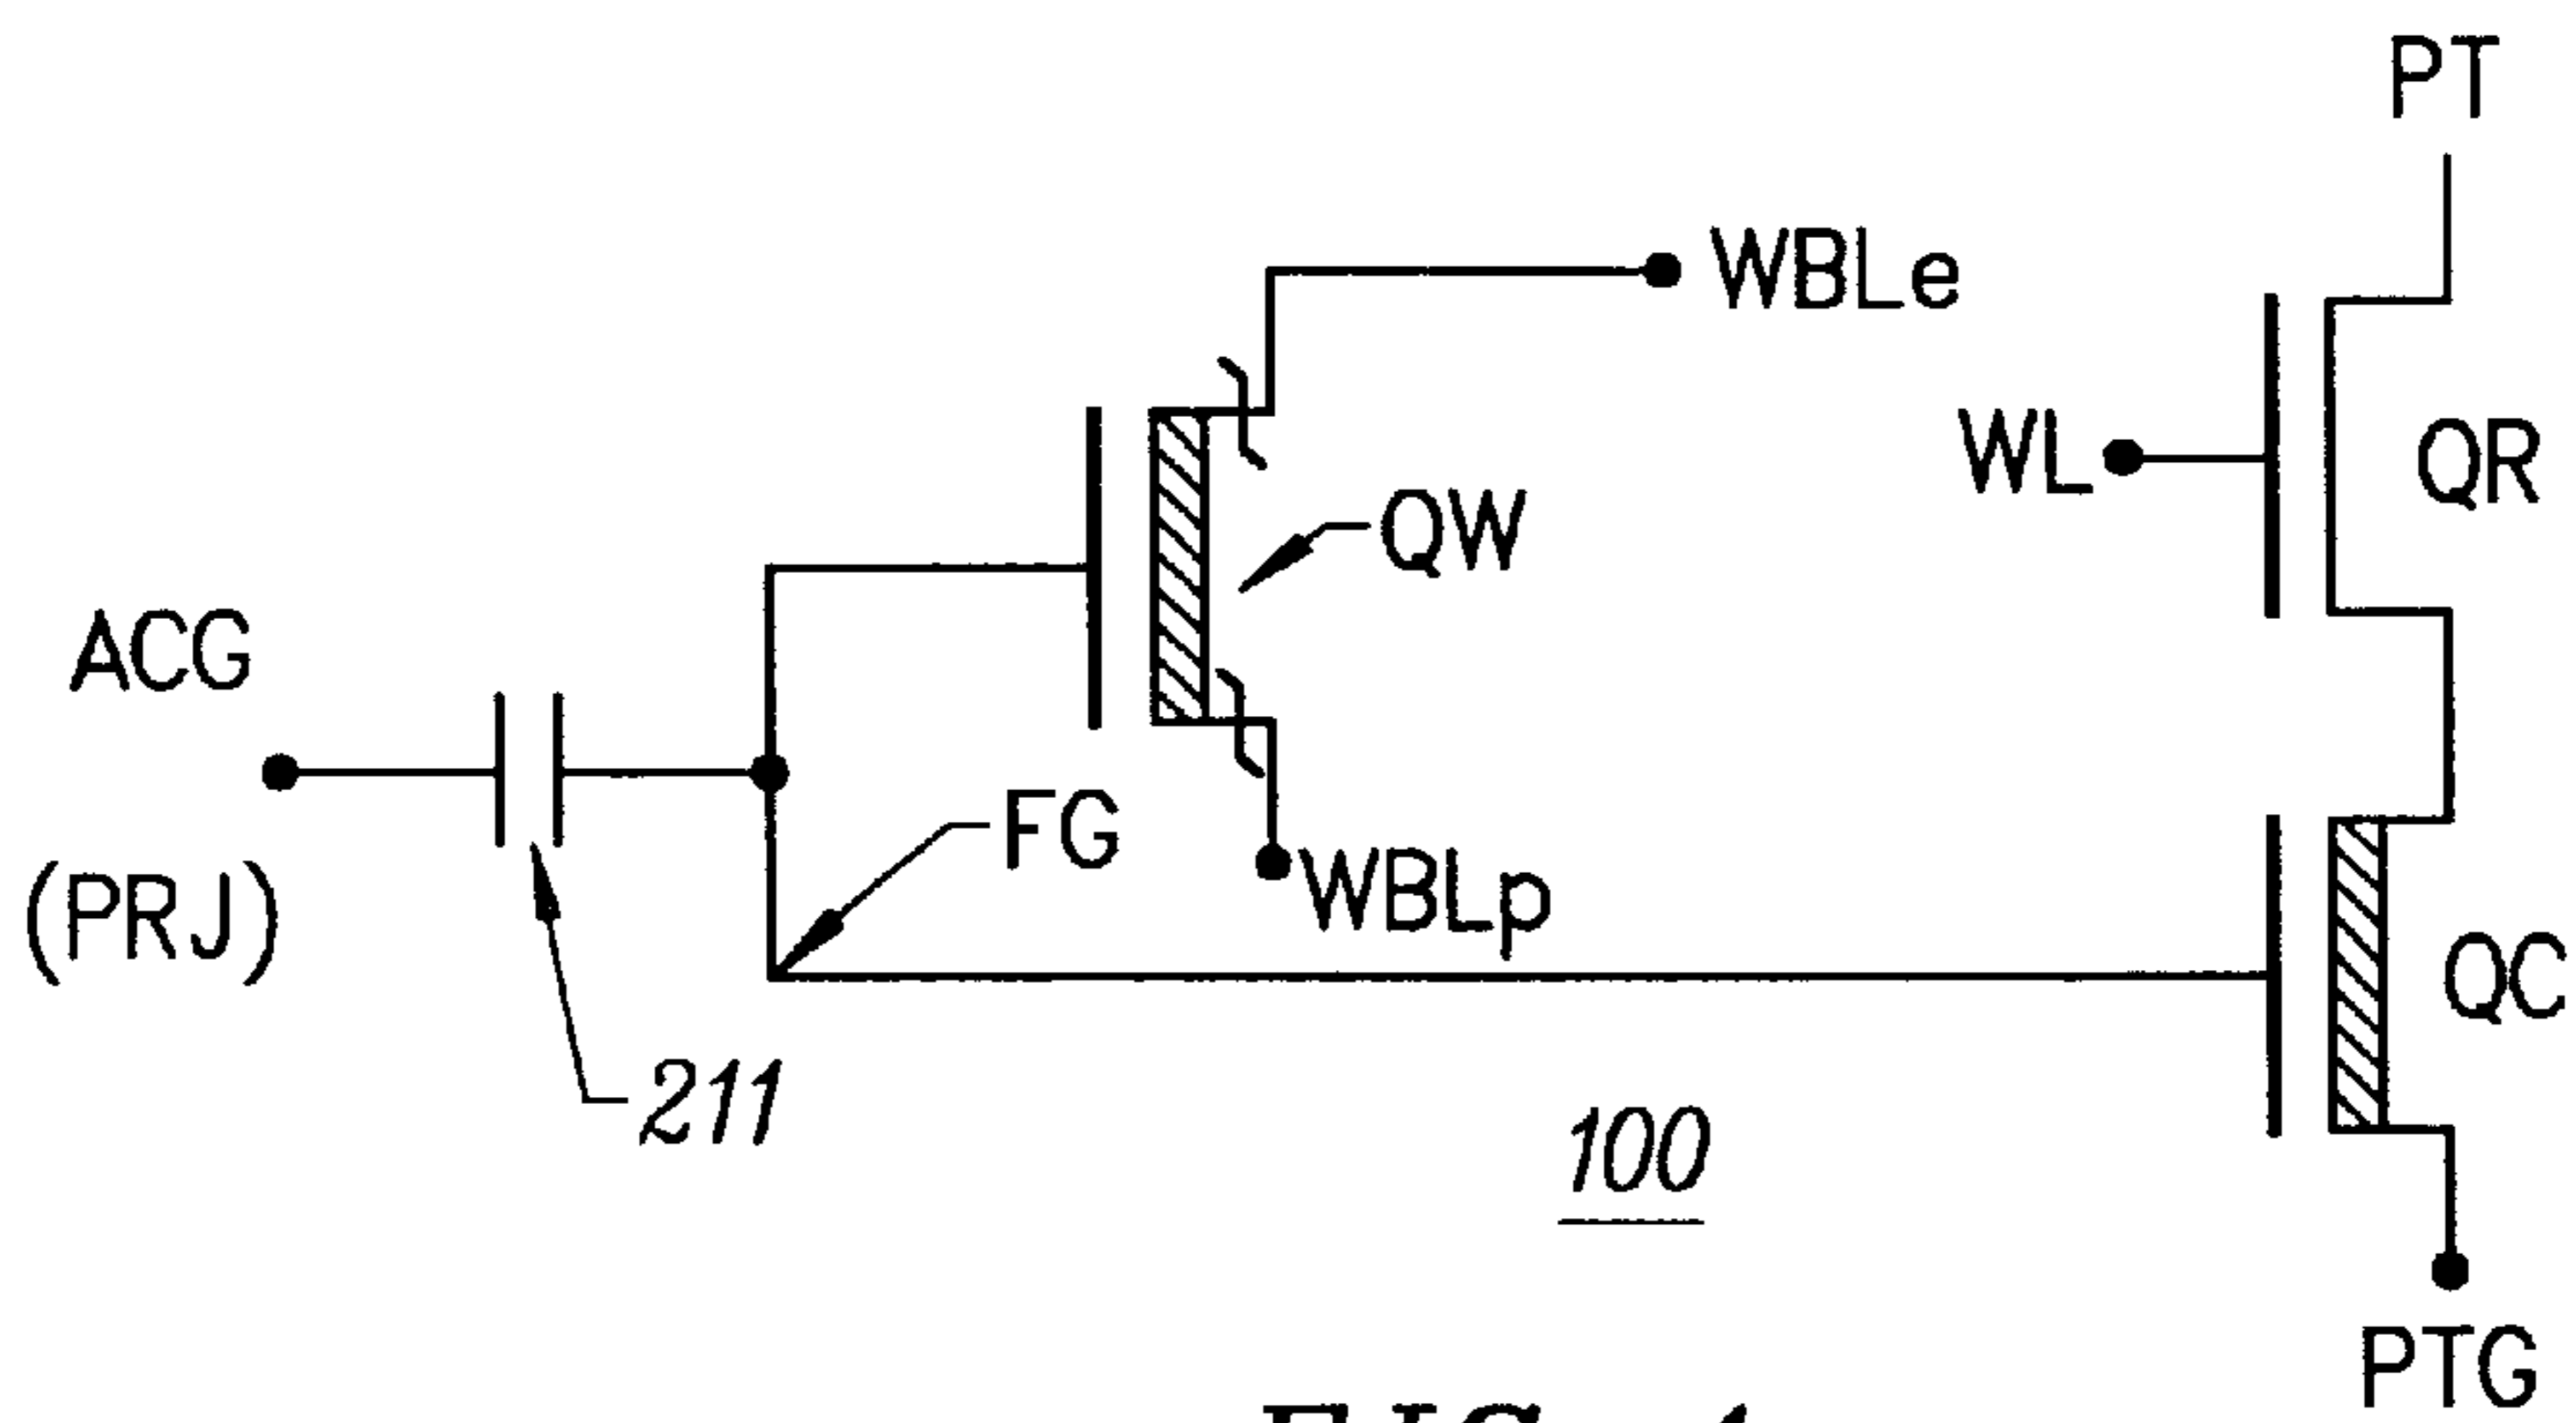 PT
WBLe
WL
QR
QW
ACG
FG
(PRJ)
WBLp
QC
211
100
PTG